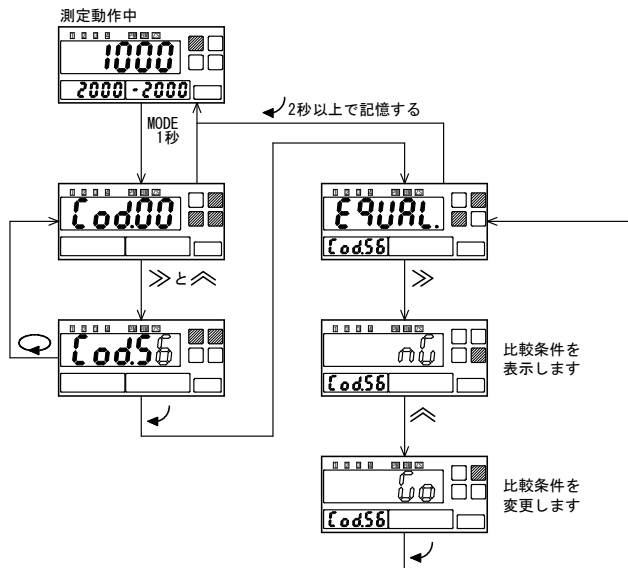 測定動作中
1000
2000 -2000
MODE
1秒
2秒以上で記憶する
Cod.00
≫と︽
Cod.56
EQUAL.
Cod.56
≫
Cod.56
比較条件を
表示します
︽
Cod.56
比較条件を
変更します